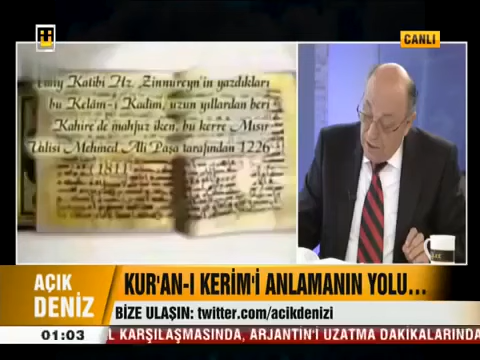 CANLI
Katibi Hz. Zinnureyn'in yazdıkları
bu Kelâm-ı Kadim, uzun yıllardan beri
Kahire'de mahfuz iken, bu kerre Mısır
Valisi Mehmed Ali Paşa tarafından 1226
(1811)
AÇIK
DENİZ
KUR'AN-I KERİM'İ ANLAMANIN YOLU...
BİZE ULAŞIN: twitter.com/acikdenizi
01:03
L KARŞILAŞMASINDA, ARJANTİN'İ UZATMA DAKİKALARINDA